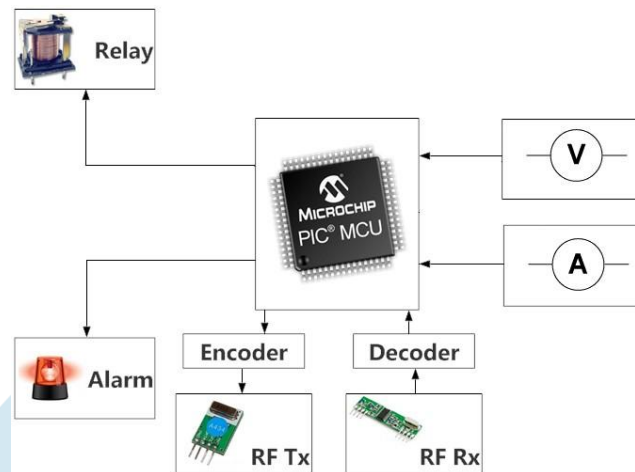 Relay
V
MICROCHIP
PIC® MCU
A
Alarm
Encoder
Decoder
RF Tx
RF Rx